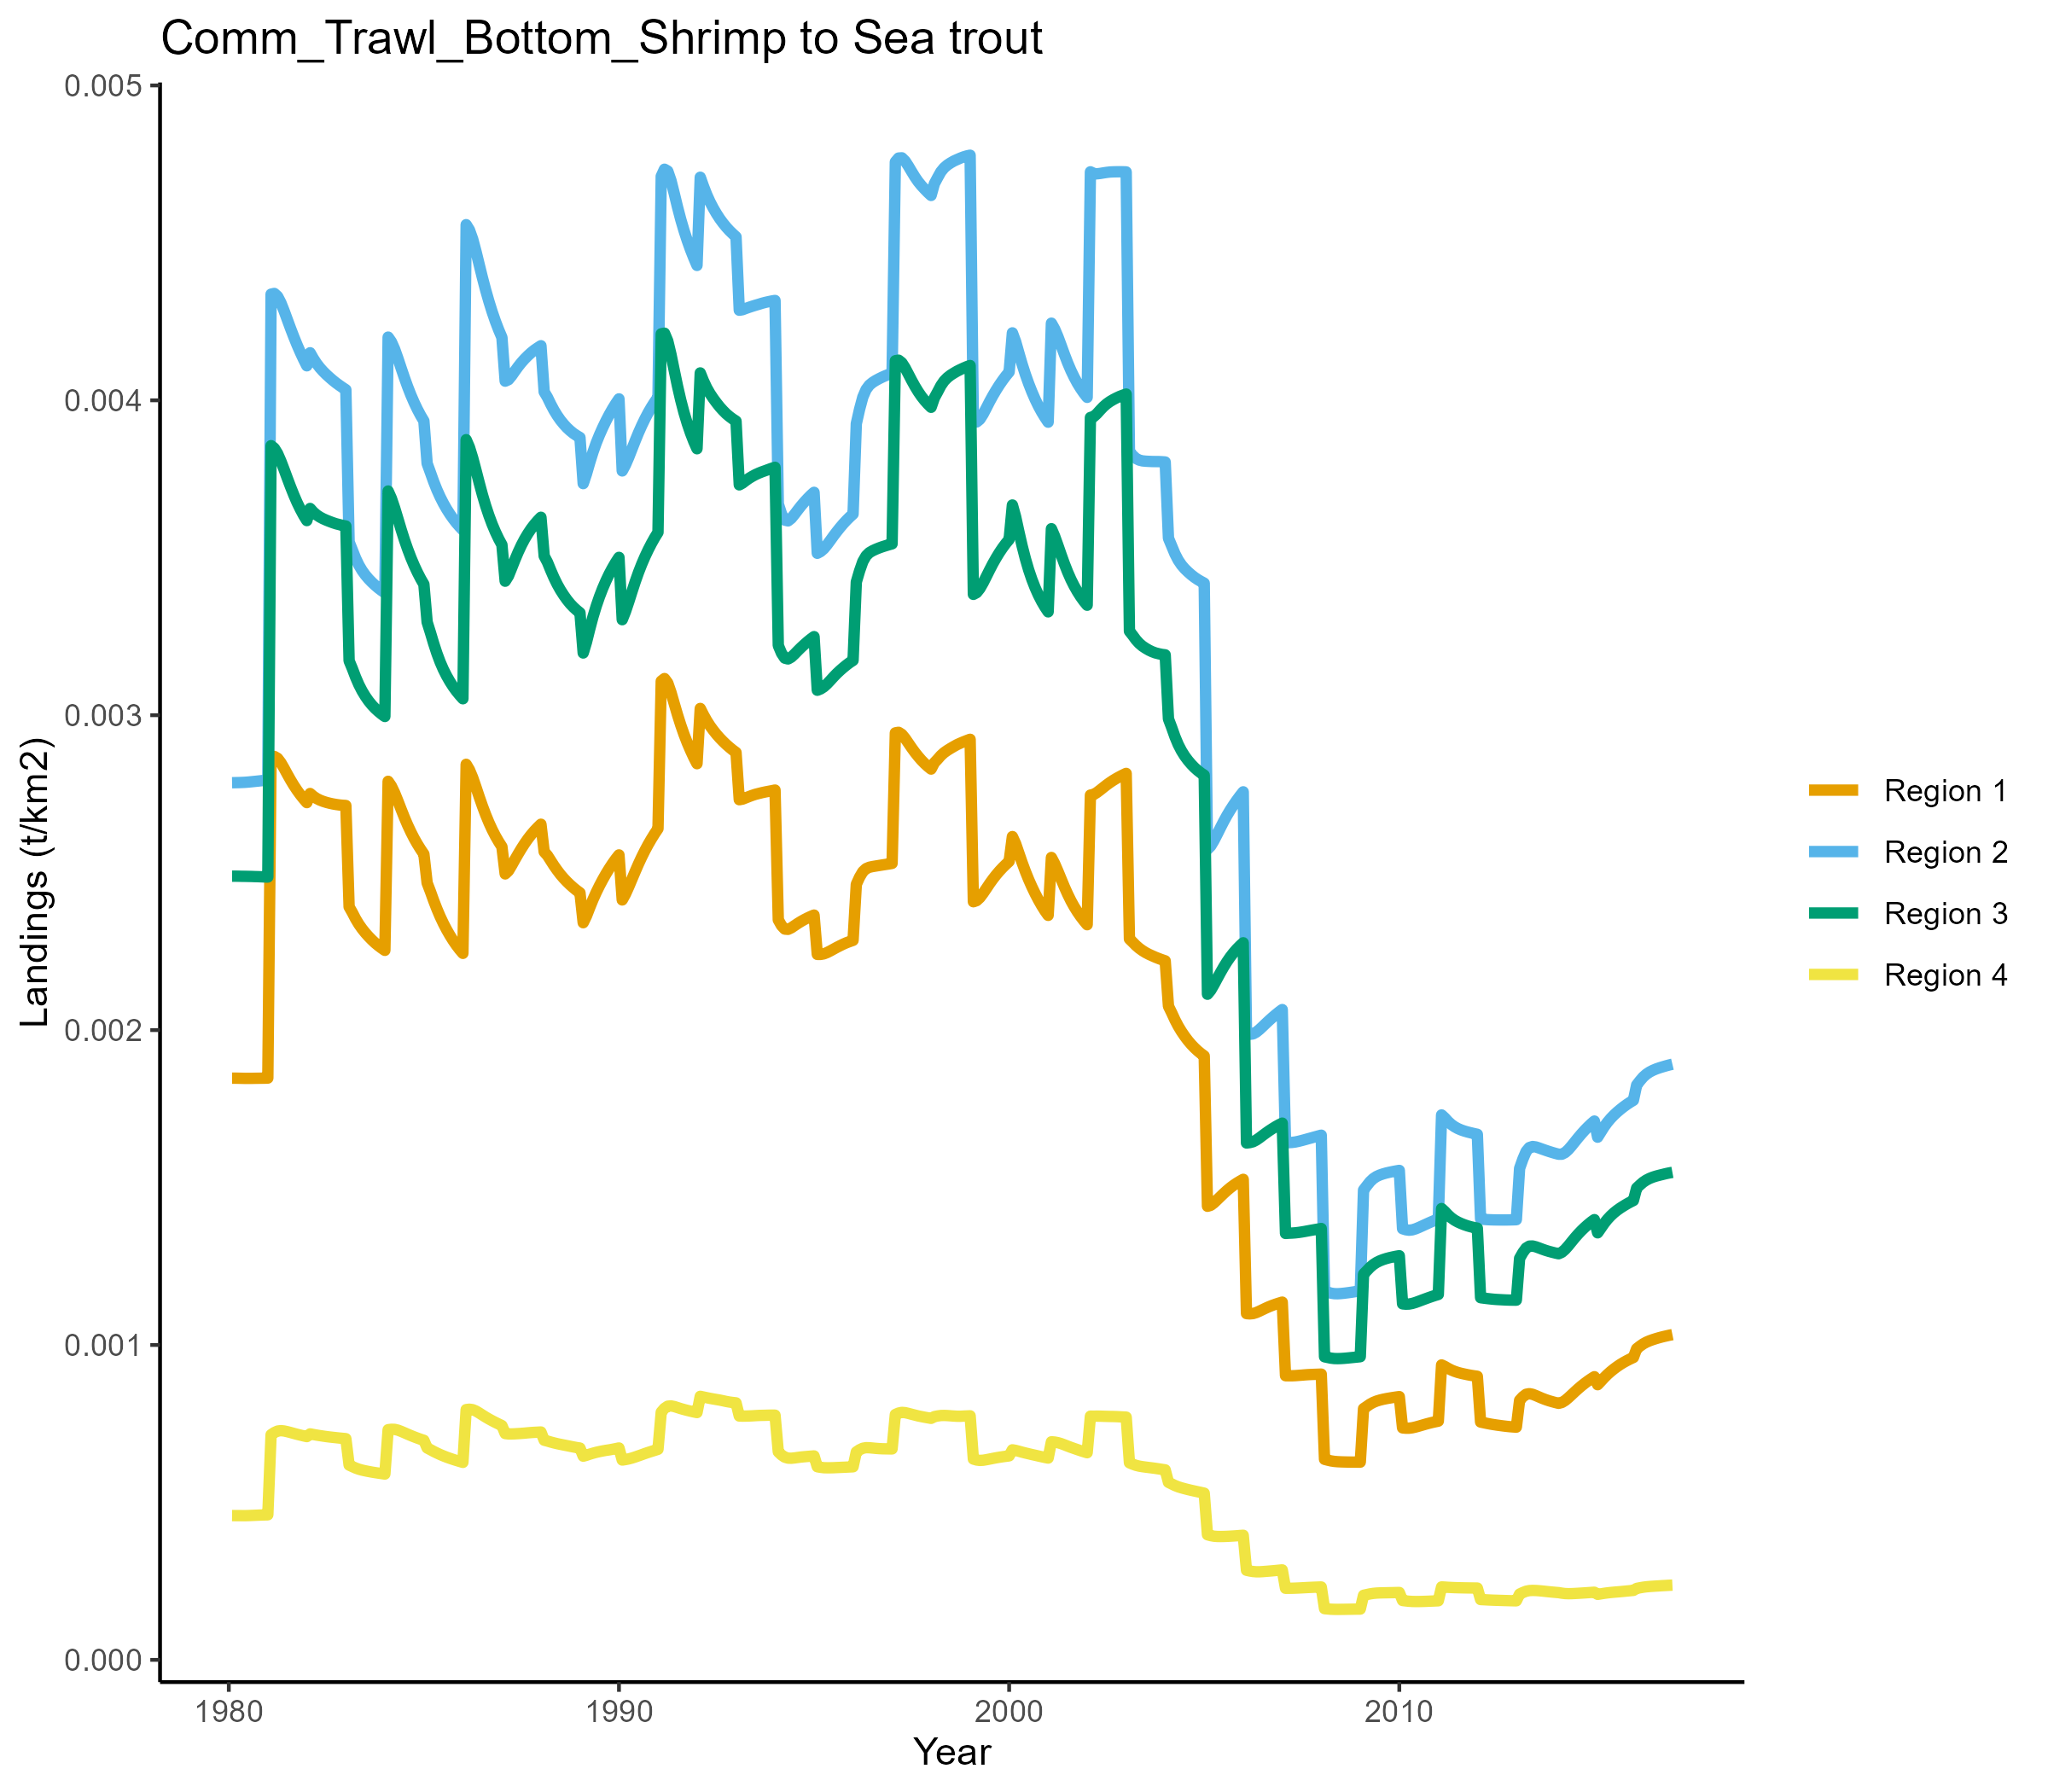 Comm_Trawl_Bottom_Shrimp to Sea trout
0.005
0.004
0.003
0.002
0.001
0.000
Landings (t/km2)
1980
1990
2000
2010
Year
Region 1
Region 2
Region 3
Region 4